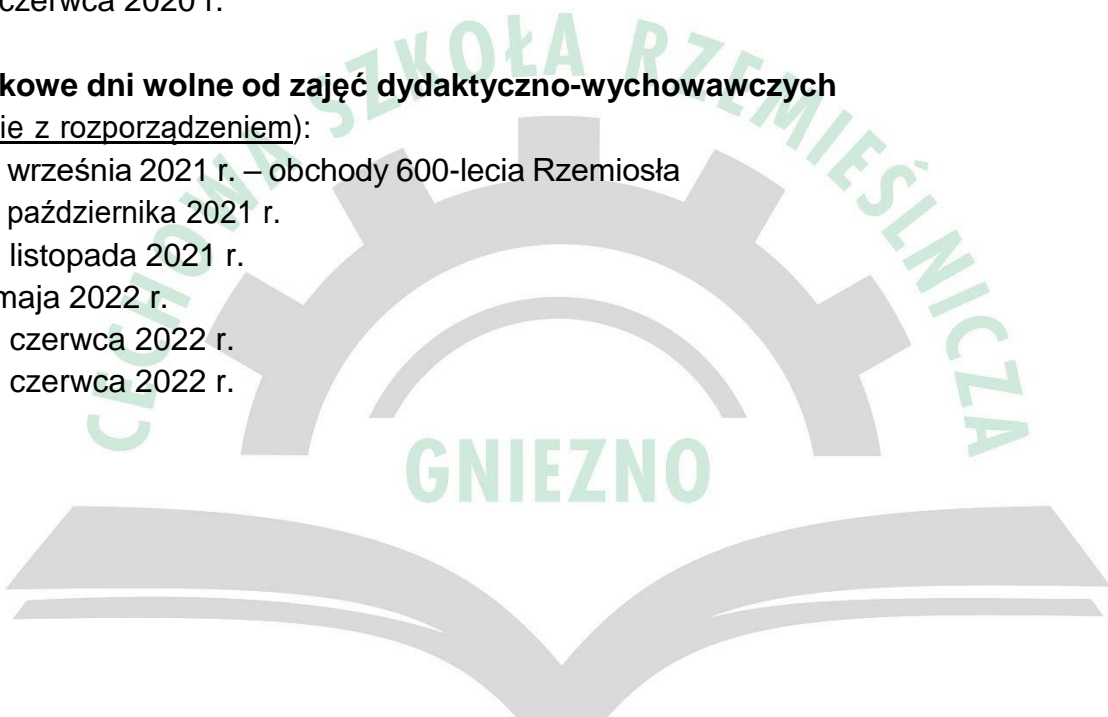 czerwca 2020 r.
kowe dni wolne od zajęć dydaktyczno-wychowawczych
ie z rozporządzeniem):
września 2021 r. – obchody 600-lecia Rzemiosła
października 2021 r.
listopada 2021 r.
maja 2022 r.
czerwca 2022 r.
czerwca 2022 r.
CECHOWA SZKOŁA RZEMIEŚLNICZA
GNIEZNO